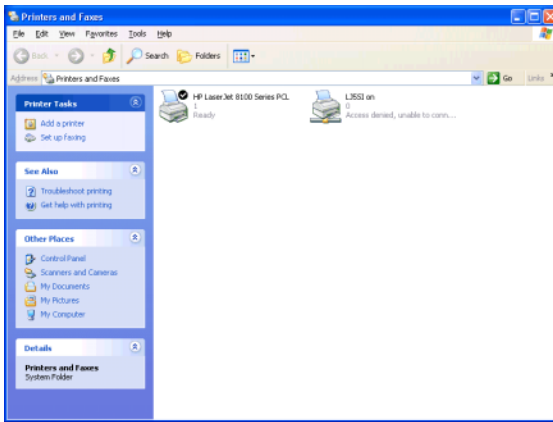 Printers and Faxes
File Edit View Favorites Tools Help
Back Search Folders
Address Printers and Faxes Go Links »
Printer Tasks
Add a printer
Set up faxing
See Also
Troubleshoot printing
Get help with printing
Other Places
Control Panel
Scanners and Cameras
My Documents
My Pictures
My Computer
Details
Printers and Faxes
System Folder
HP LaserJet 8100 Series PCL
1
Ready
LJ5SI on
0
Access denied, unable to conn...